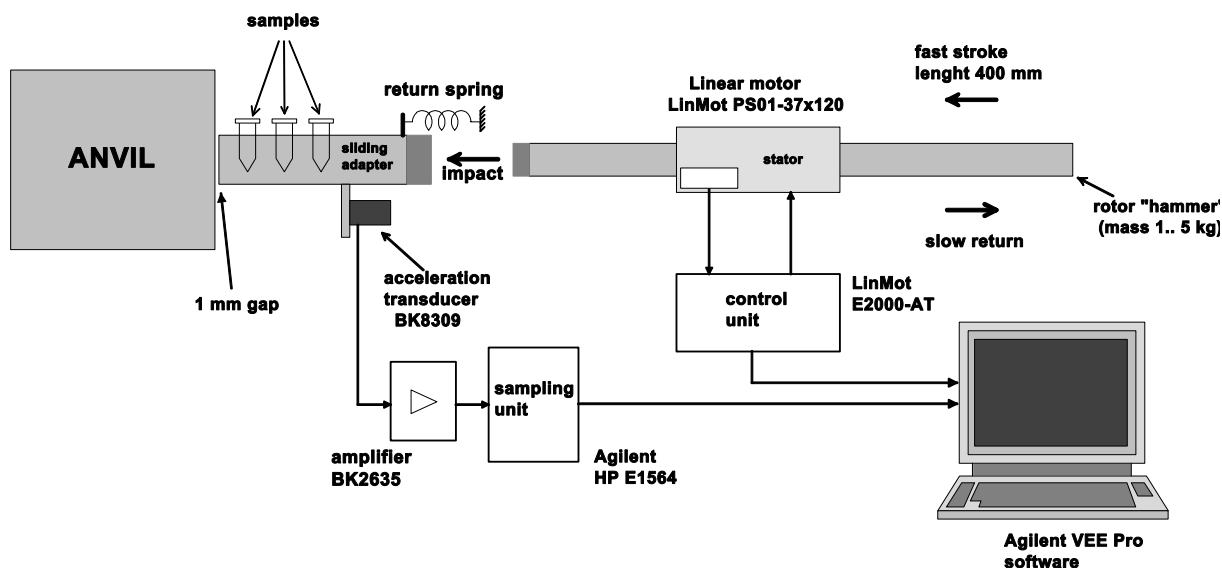 samples
fast stroke
lenght 400 mm
return spring
Linear motor
LinMot PS01-37x120
ANVIL
sliding
adapter
stator
impact
rotor "hammer"
(mass 1.. 5 kg)
slow return
1 mm gap
acceleration
transducer
BK8309
control
unit
LinMot
E2000-AT
sampling
unit
amplifier
BK2635
Agilent
HP E1564
Agilent VEE Pro
software